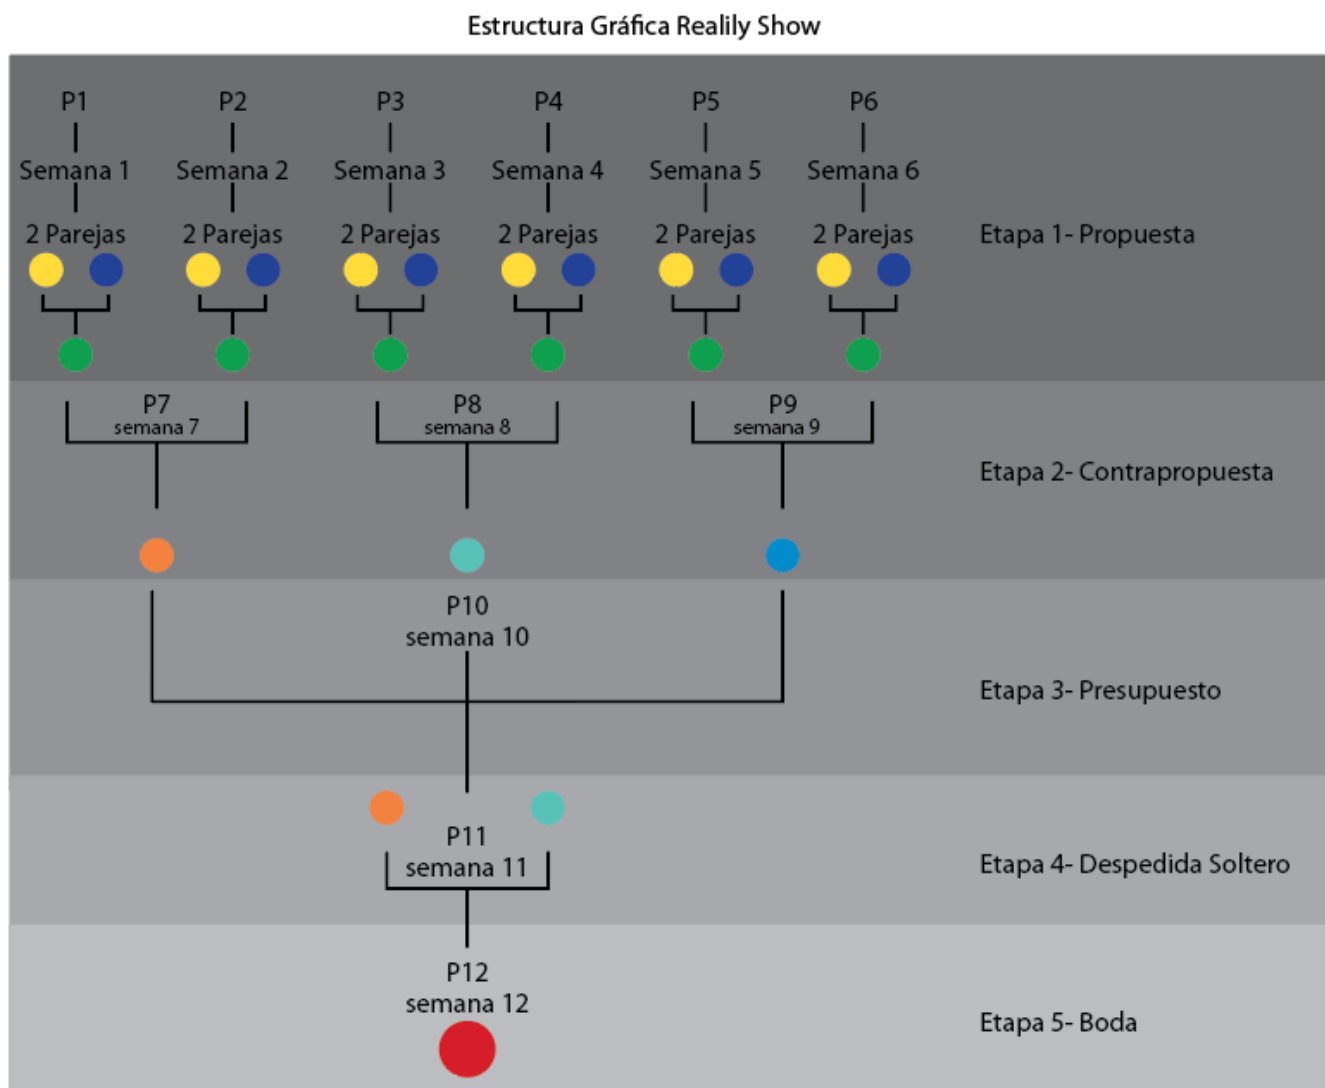 Estructura Gráfica Realily Show
P1 P2 P3 P4 P5 P6
Semana 1 Semana 2 Semana 3 Semana 4 Semana 5 Semana 6
2 Parejas 2 Parejas 2 Parejas 2 Parejas 2 Parejas 2 Parejas
Etapa 1- Propuesta
P7 P8 P9
semana 7 semana 8 semana 9
Etapa 2- Contrapropuesta
P10
semana 10
Etapa 3- Presupuesto
P11
semana 11
Etapa 4- Despedida Soltero
P12
semana 12
Etapa 5- Boda